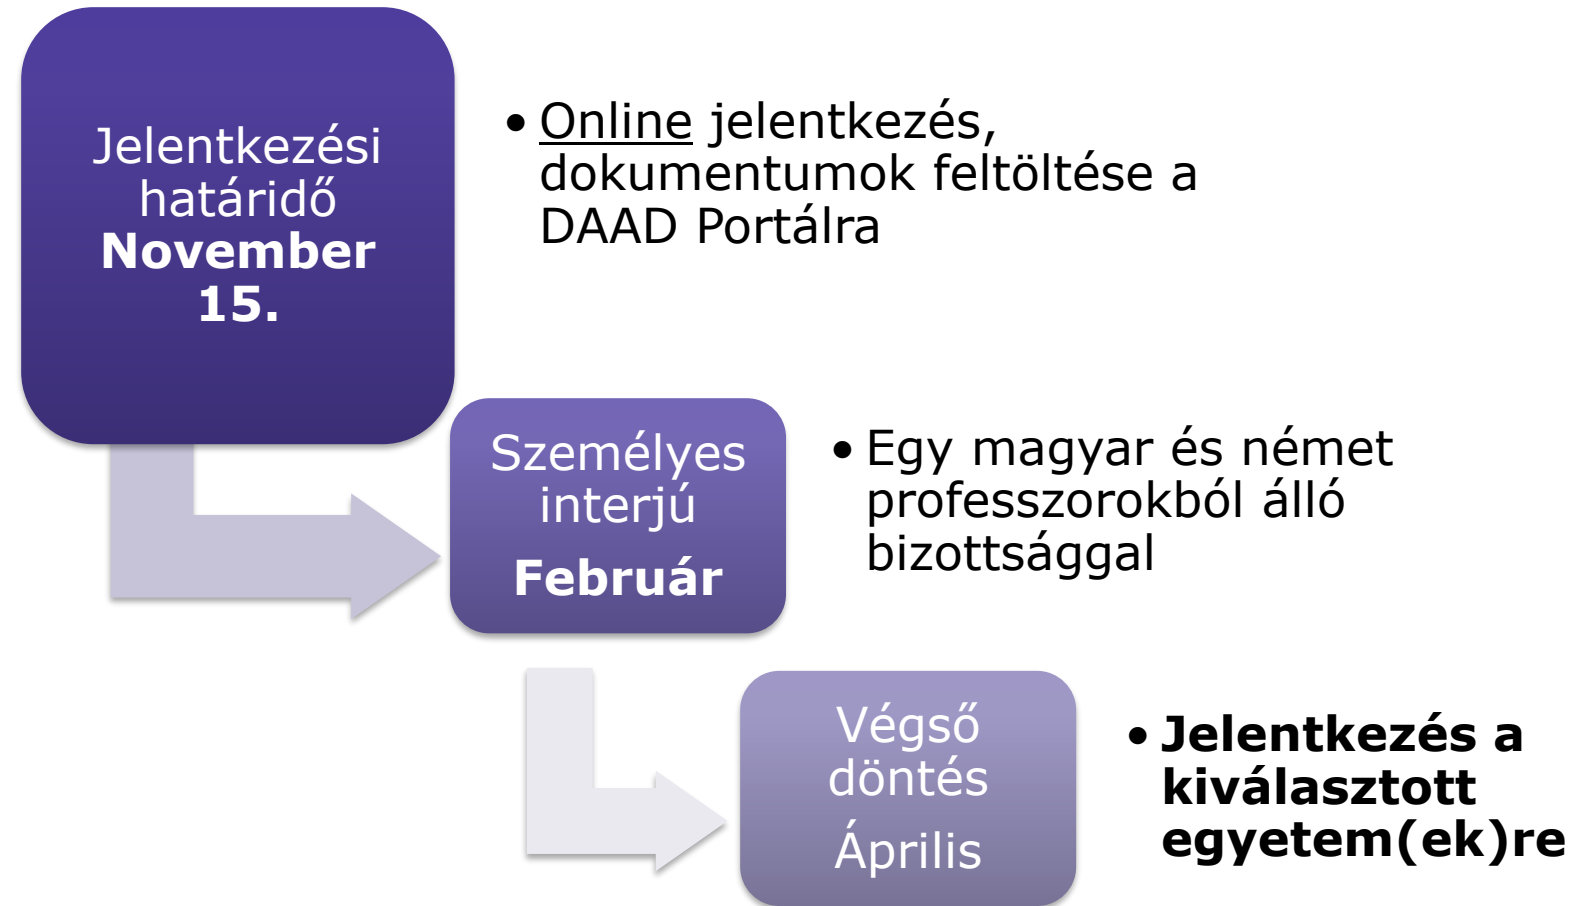 Jelentkezési
határidő
November
15.
• Online jelentkezés,
dokumentumok feltöltése a
DAAD Portálra
Személyes
interjú
Február
• Egy magyar és német
professzorokból álló
bizottsággal
Végső
döntés
Április
• Jelentkezés a
kiválasztott
egyetem(ek)re